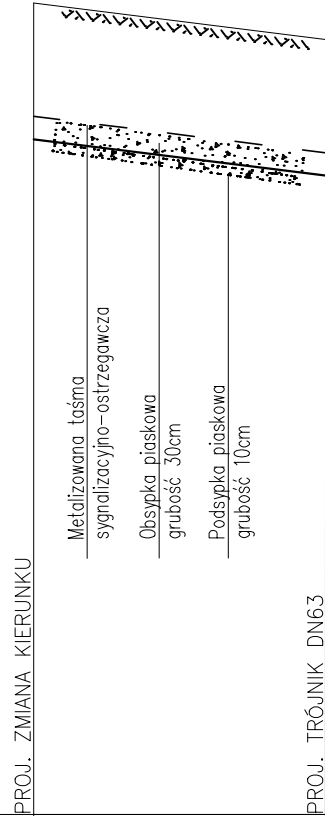 PROJ. ZMIANA KIERUNKU
Metalizowana taśma
sygnalizacyjno-ostrzegawcza
Obsypka piaskowa
grubość 30cm
Podsypka piaskowa
grubość 10cm
PROJ. TRÓJNIK DN63